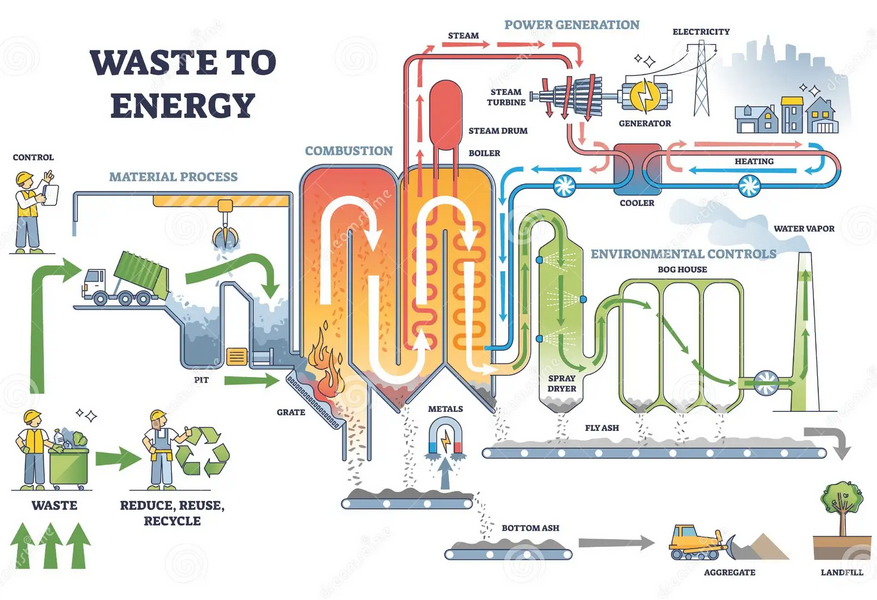 WASTE TO
ENERGY
POWER GENERATION
STEAM
ELECTRICITY
STEAM
TURBINE
GENERATOR
STEAM DRUM
BOILER
COMBUSTION
CONTROL
MATERIAL PROCESS
HEATING
COOLER
WATER VAPOR
ENVIRONMENTAL CONTROLS
BOG HOUSE
PIT
GRATE
SPRAY
DRYER
METALS
FLY ASH
WASTE
REDUCE, REUSE,
RECYCLE
BOTTOM ASH
AGGREGATE
LANDFILL